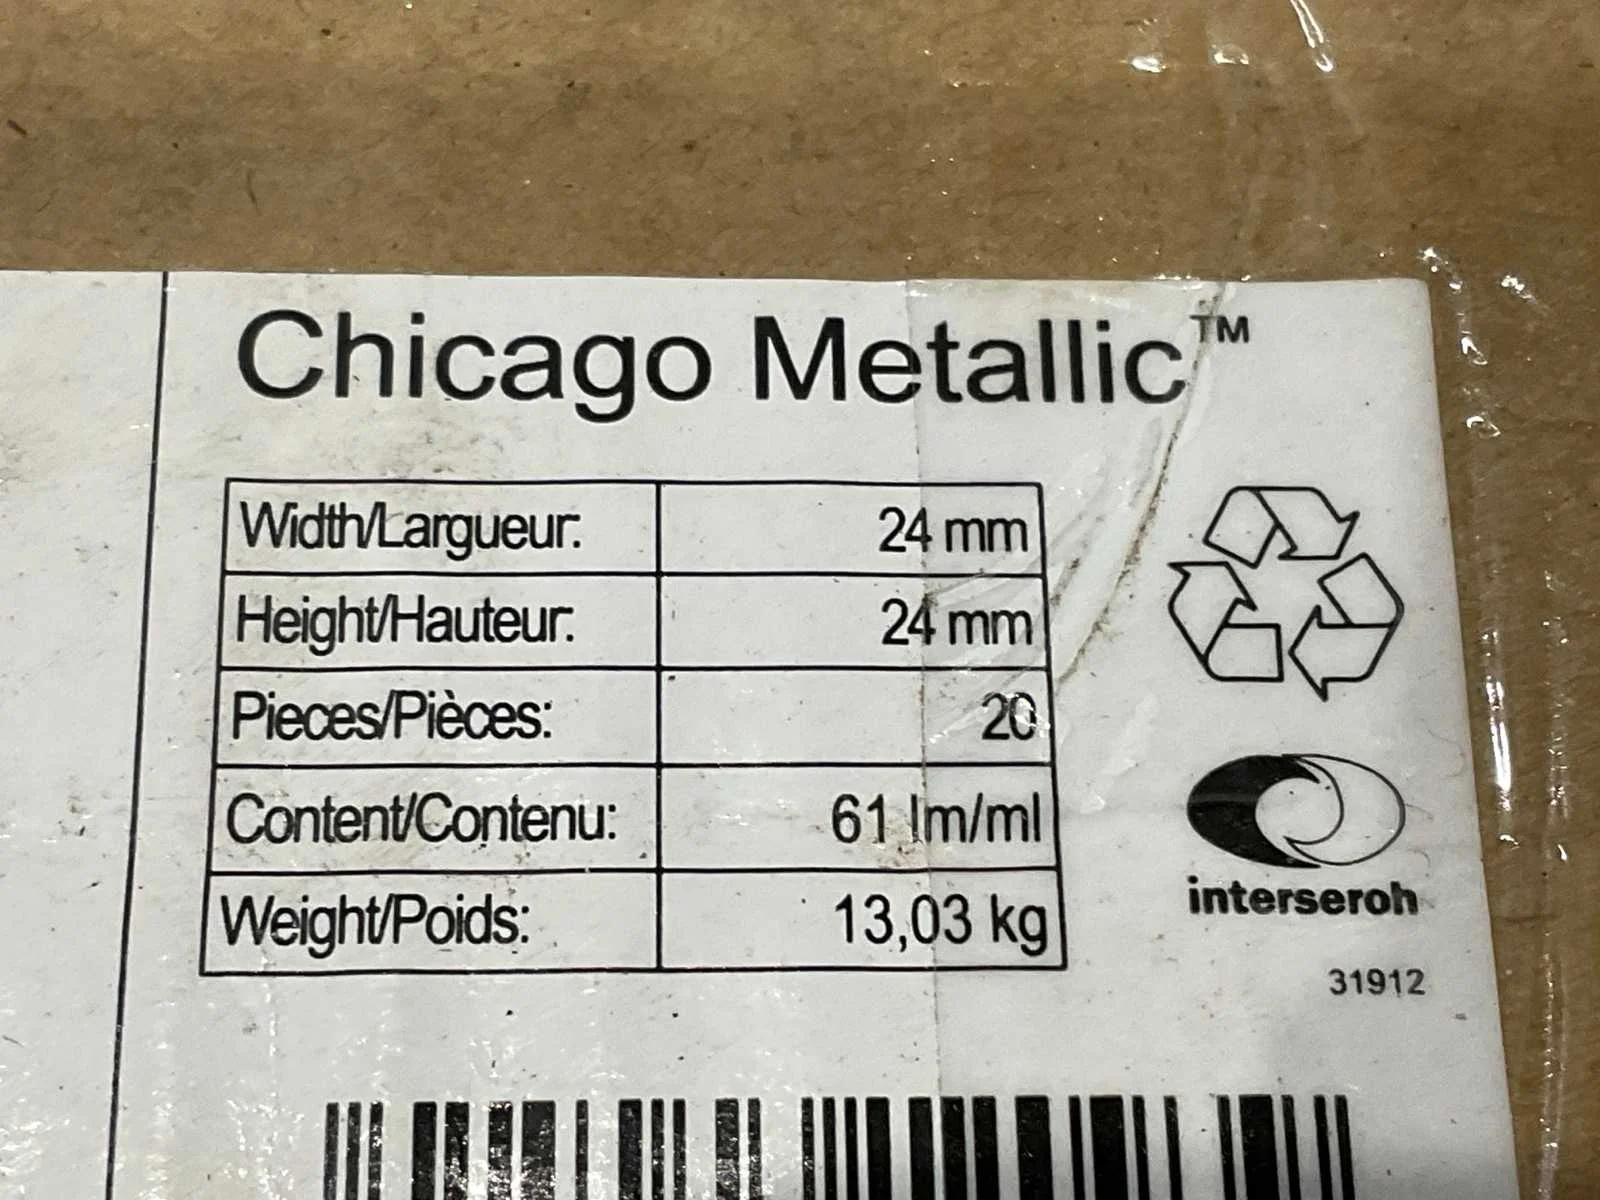 Chicago Metallic™
Width/Largueur: 24 mm
Height/Hauteur: 24 mm
Pieces/Pièces: 20
Content/Contenu: 61 lm/ml
Weight/Poids: 13,03 kg
interseroh
31912